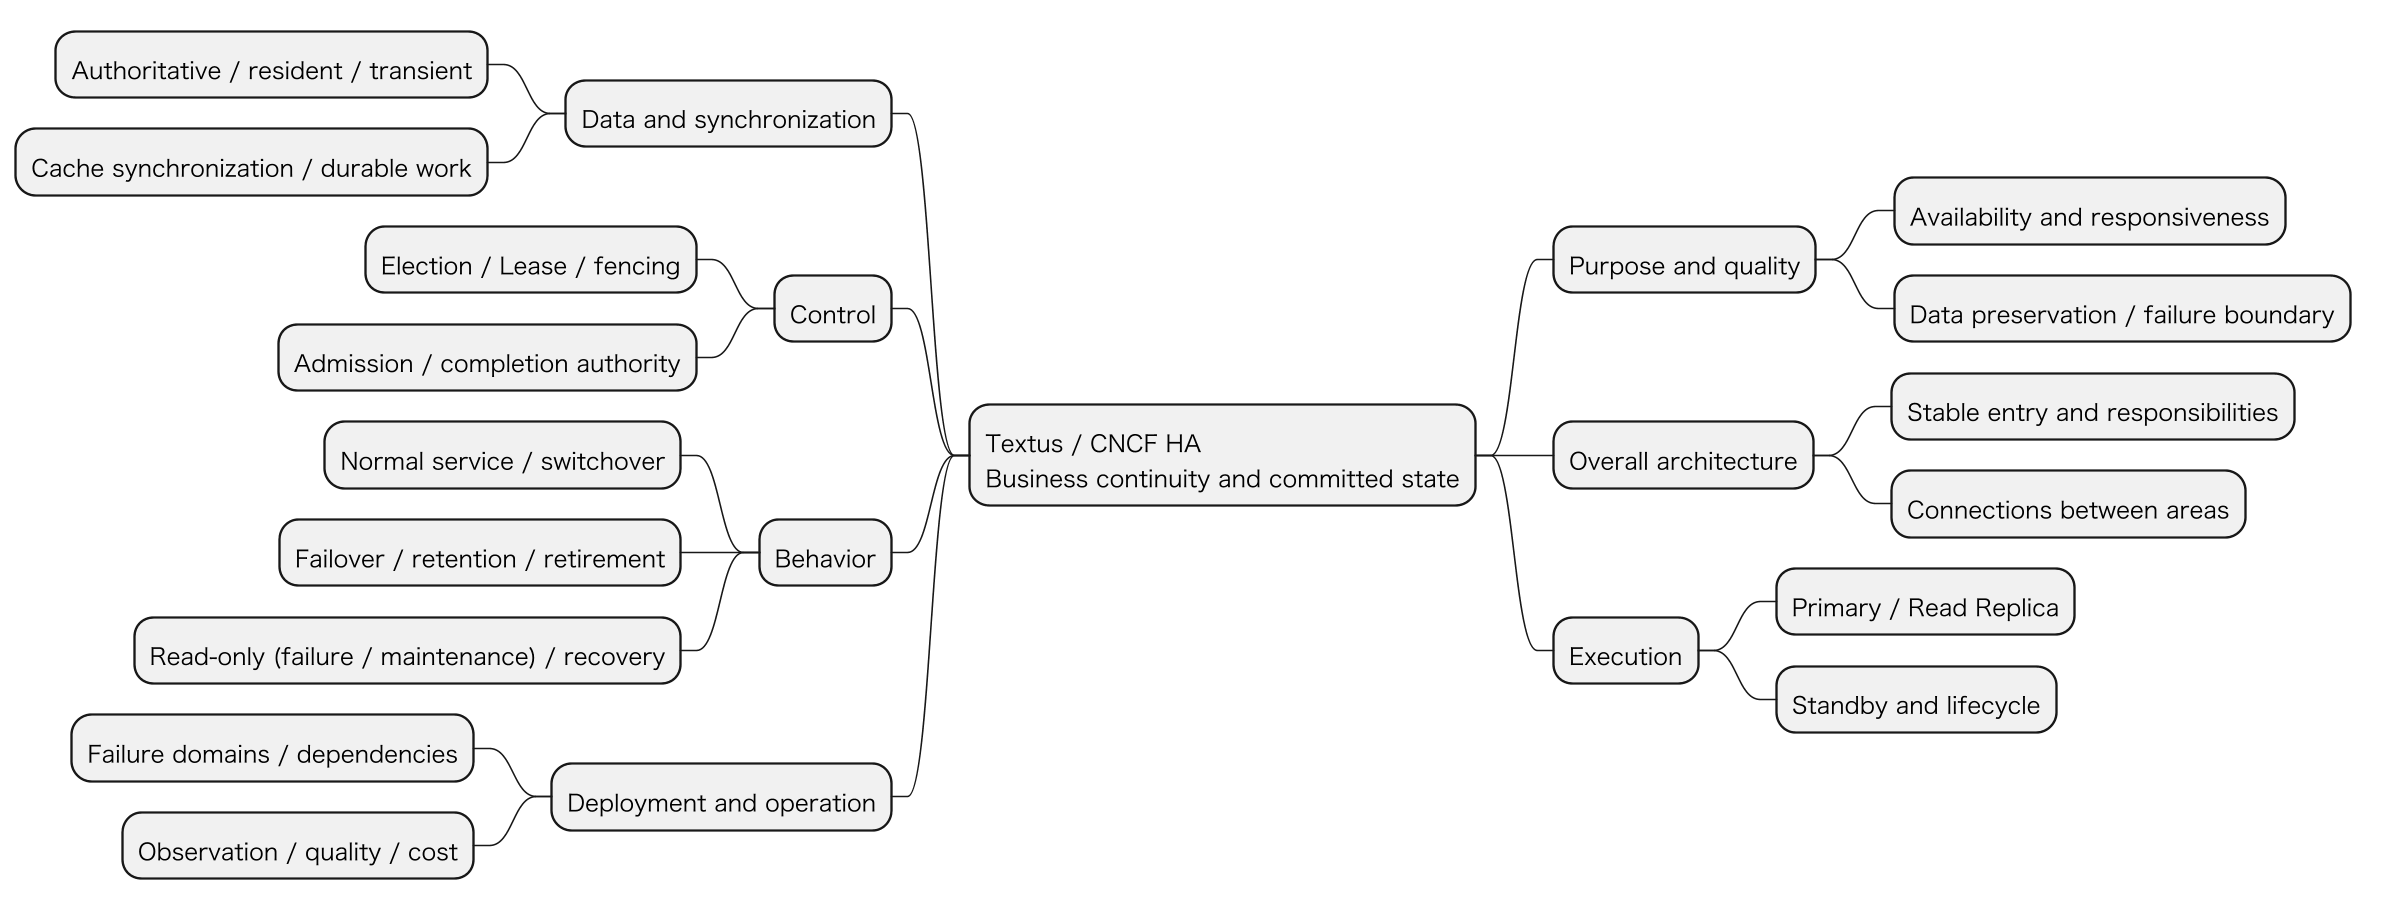 Authoritative / resident / transient
Data and synchronization
Cache synchronization / durable work
Election / Lease / fencing
Control
Admission / completion authority
Normal service / switchover
Failover / retention / retirement
Behavior
Read-only (failure / maintenance) / recovery
Failure domains / dependencies
Deployment and operation
Observation / quality / cost
Textus / CNCF HA
Business continuity and committed state
Availability and responsiveness
Purpose and quality
Data preservation / failure boundary
Stable entry and responsibilities
Overall architecture
Connections between areas
Primary / Read Replica
Execution
Standby and lifecycle